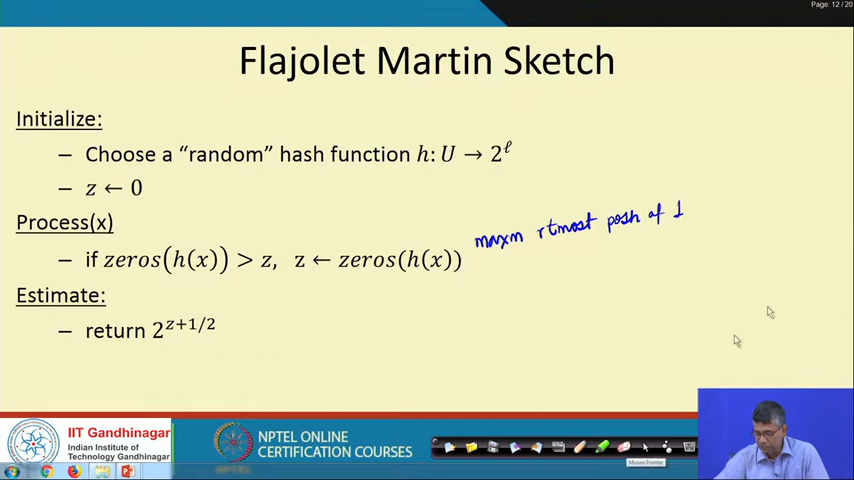 Page: 12 / 20
Flajolet Martin Sketch
Initialize:
– Choose a “random” hash function h: U → 2^ℓ
– z ← 0
Process(x)
maxm rtmost posn of 1
– if zeros(h(x)) > z, z ← zeros(h(x))
Estimate:
– return 2^{z+1/2}
IIT Gandhinagar
Indian Institute of
Technology Gandhinagar
NPTEL ONLINE
CERTIFICATION COURSES
NPTEL
Mouse Pointer